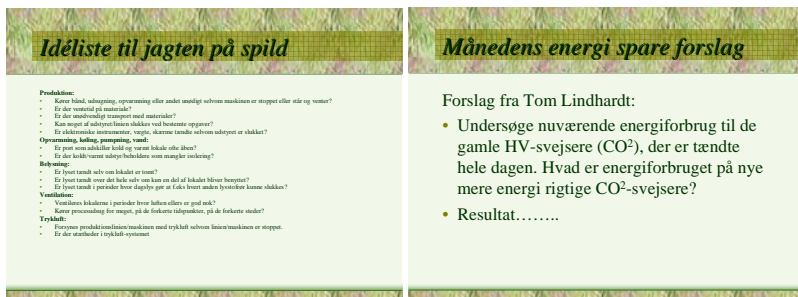 Idéliste til jagten på spild
Produktion:
• Kører bånd, udsugning, opvarmning eller andet unødigt selvom maskinen er stoppet eller står og venter?
• Er der ventetid på materiale?
• Er der unødvendigt transport med materialer?
• Kan noget af udstyret/linien slukkes ved bestemte opgaver?
• Er elektroniske instrumenter, vægte, skærme tændte selvom udstyret er slukket?
Opvarmning, køling, pumpning, vand:
• Er port som adskiller kold og varmt lokale ofte åben?
• Er der koldt/varmt udstyr/beholdere som mangler isolering?
Belysning:
• Er lyset tændt selv om lokalet er tomt?
• Er lyset tændt over det hele selv om kun en del af lokalet bliver benyttet?
• Er lyset tændt i perioder hvor dagslys gør at f.eks hvert anden lysstofrør kunne slukkes?
Ventilation:
• Ventileres lokalerne i perioder hvor luften ellers er god nok?
• Kører procesudsug for meget, på de forkerte tidspunkter, på de forkerte steder?
Trykluft:
• Forsynes produktionslinien/maskinen med trykluft selvom linien/maskinen er stoppet.
• Er der utætheder i trykluft-systemet
Månedens energi spare forslag
Forslag fra Tom Lindhardt:
• Undersøge nuværende energiforbrug til de
gamle HV-svejsere (CO²), der er tændte
hele dagen. Hvad er energiforbruget på nye
mere energi rigtige CO²-svejsere?
• Resultat……..